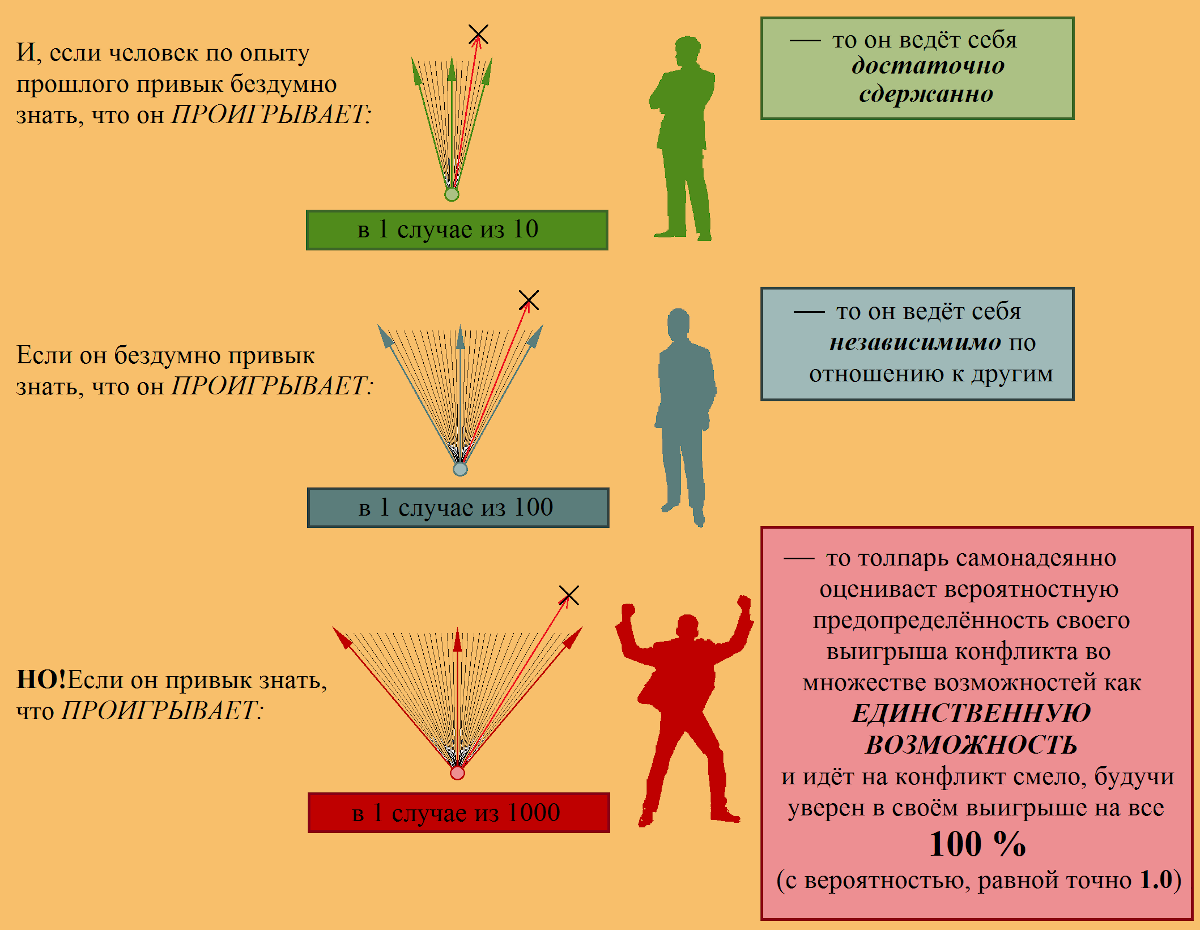 И, если человек по опыту
прошлого привык бездумно
знать, что он ПРОИГРЫВАЕТ:
в 1 случае из 10
— то он ведёт себя
достаточно
сдержанно
Если он бездумно привык
знать, что он ПРОИГРЫВАЕТ:
в 1 случае из 100
— то он ведёт себя
независимимо по
отношению к другим
НО!Если он привык знать,
что ПРОИГРЫВАЕТ:
в 1 случае из 1000
— то толпарь самонадеянно
оценивает вероятностную
предопределённость своего
выигрыша конфликта во
множестве возможностей как
ЕДИНСТВЕННУЮ
ВОЗМОЖНОСТЬ
и идёт на конфликт смело, будучи
уверен в своём выигрыше на все
100 %
(с вероятностью, равной точно 1.0)